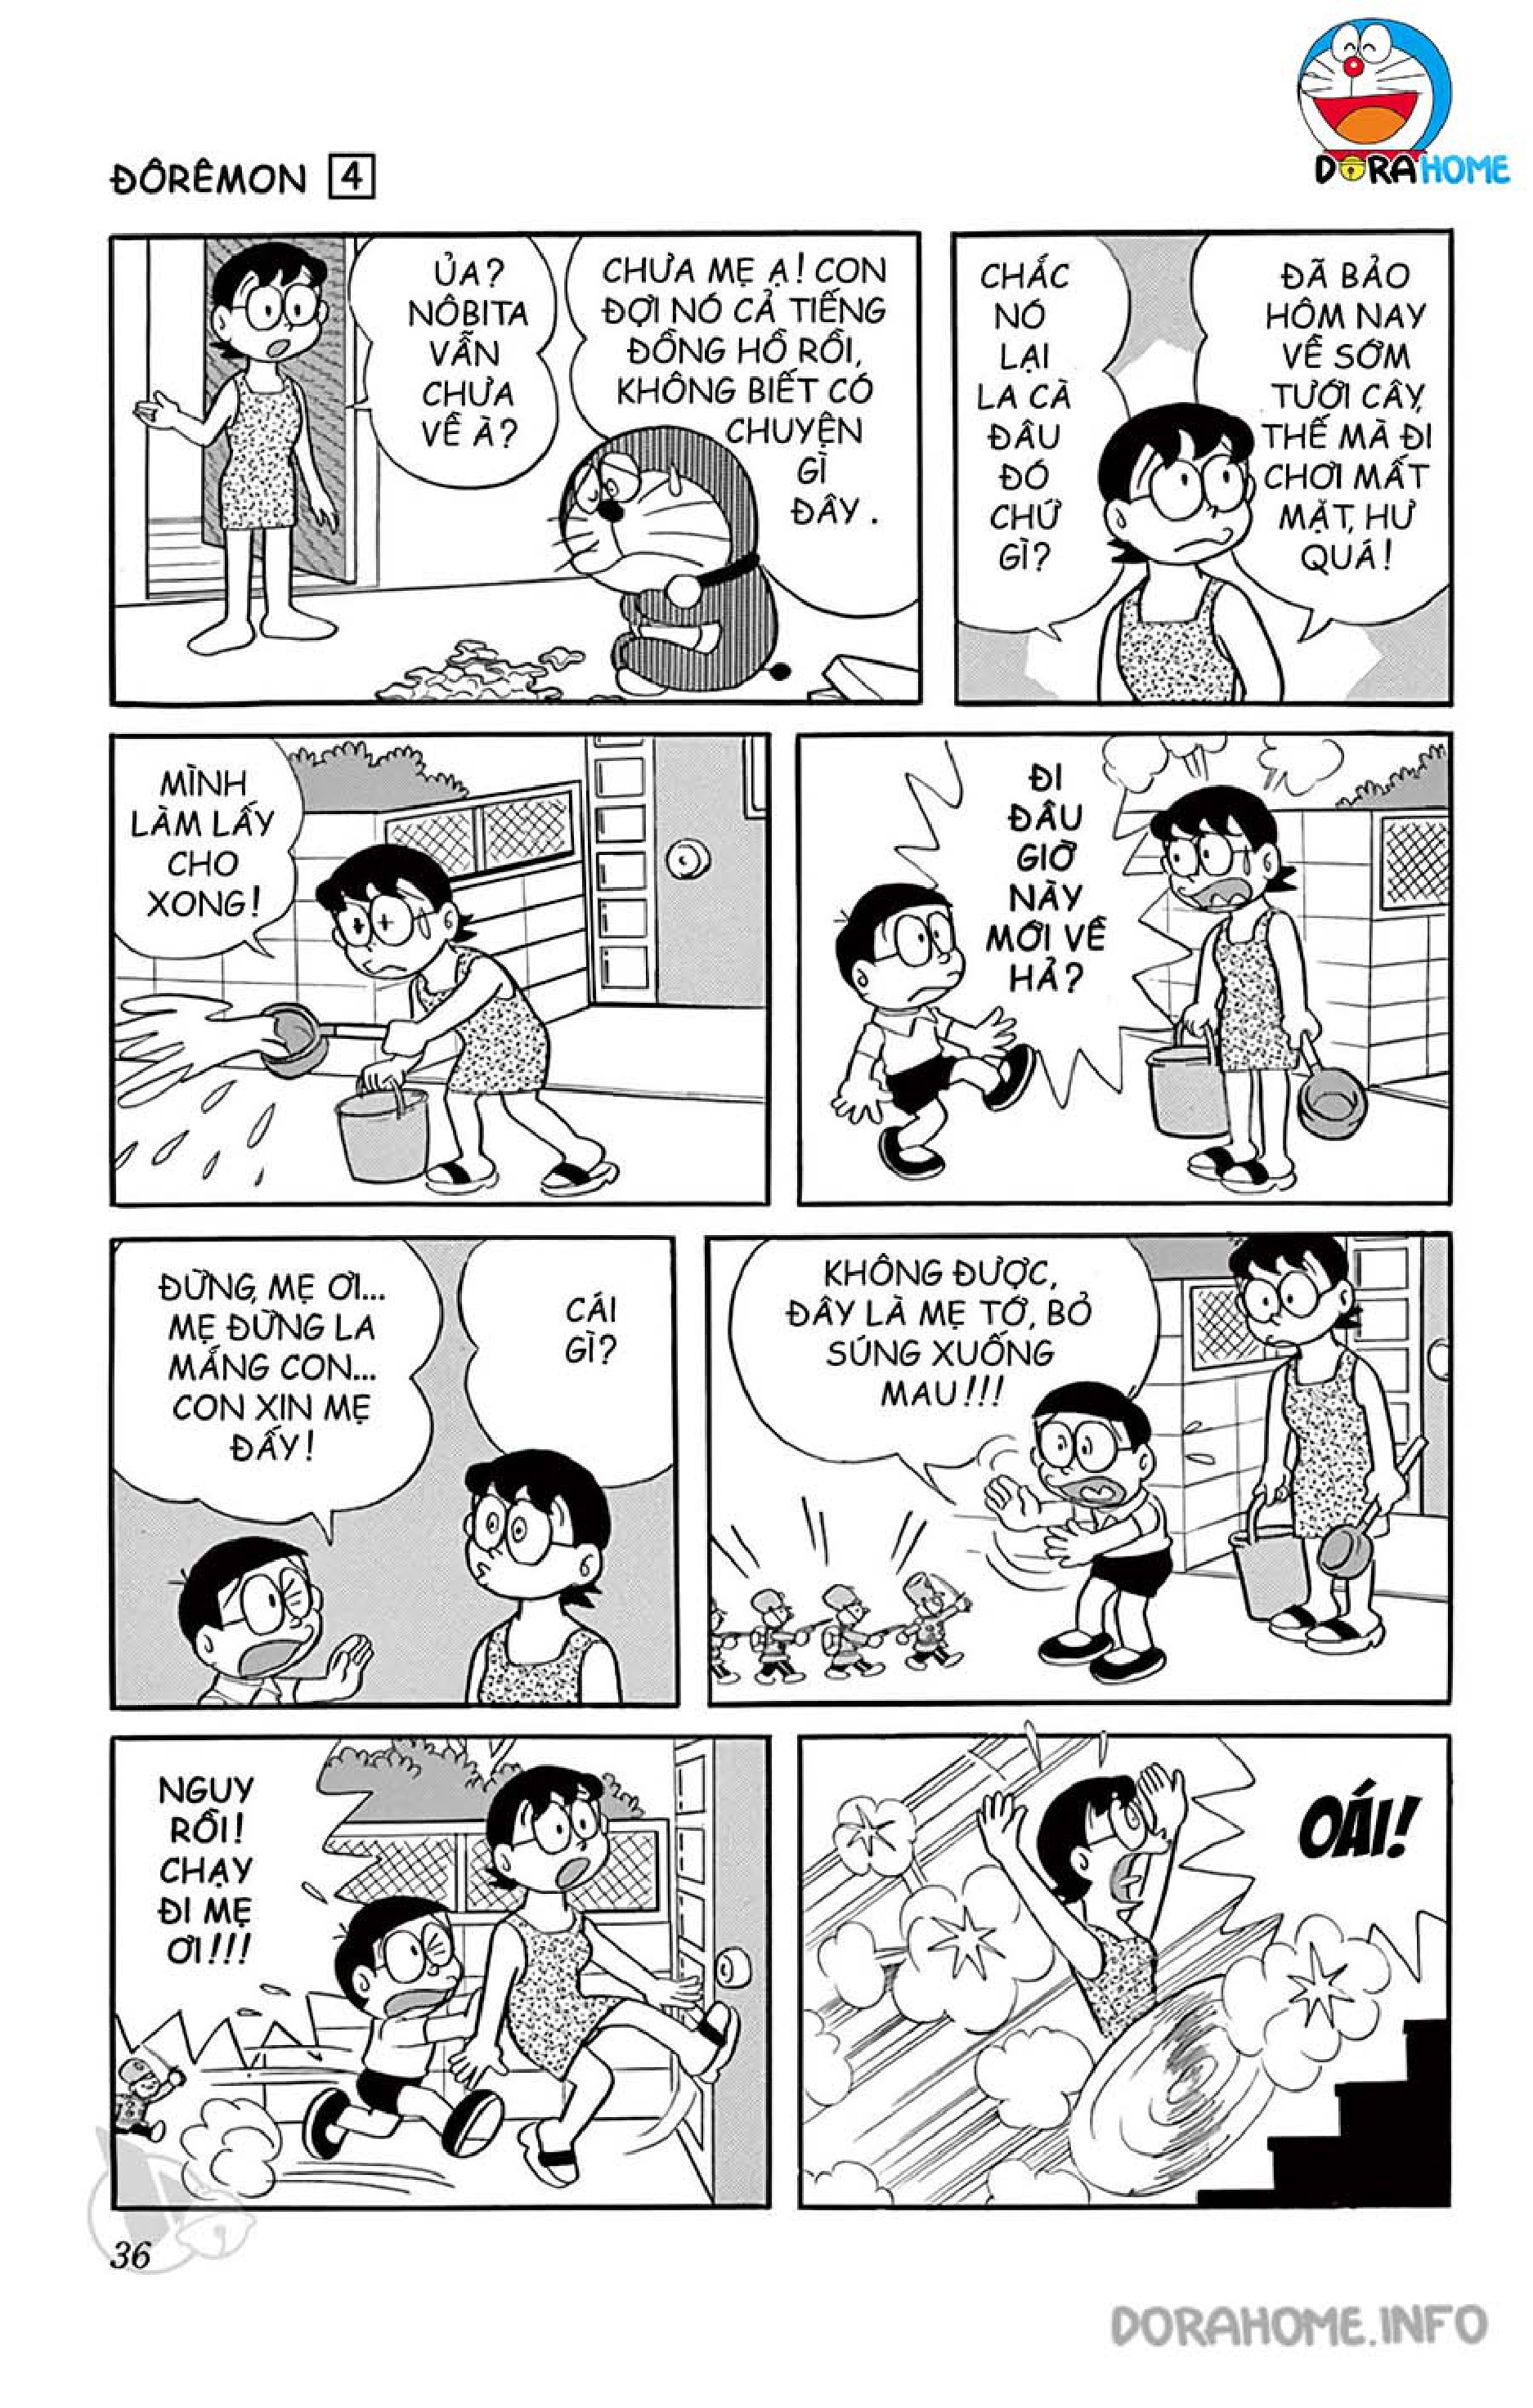 DORAHOME
ĐÔRÊMON 4
ỦA?
NÔBITA
VẪN
CHƯA
VỀ À?
CHƯA MẸ Ạ! CON
ĐỢI NÓ CẢ TIẾNG
ĐỒNG HỒ RỒI,
KHÔNG BIẾT CÓ
CHUYỆN
GÌ
ĐÂY.
ĐÃ BẢO
HÔM NAY
VỀ SỚM
TƯỚI CÂY,
THẾ MÀ ĐI
CHƠI MẤT
MẶT, HƯ
QUÁ!
CHẮC
NÓ
LẠI
LA CÀ
ĐÂU
ĐÓ
CHỨ
GÌ?
MÌNH
LÀM LẤY
CHO
XONG!
ĐI
ĐÂU
GIỜ
NÀY
MỚI VỀ
HẢ?
ĐỪNG, MẸ ƠI...
MẸ ĐỪNG LA
MẮNG CON...
CON XIN MẸ
ĐẤY!
CÁI
GÌ?
KHÔNG ĐƯỢC,
ĐÂY LÀ MẸ TỚ, BỎ
SÚNG XUỐNG
MAU!!!
NGUY
RỒI!
CHẠY
ĐI MẸ
ƠI!!!
OÁI!
36
DORAHOME.INFO